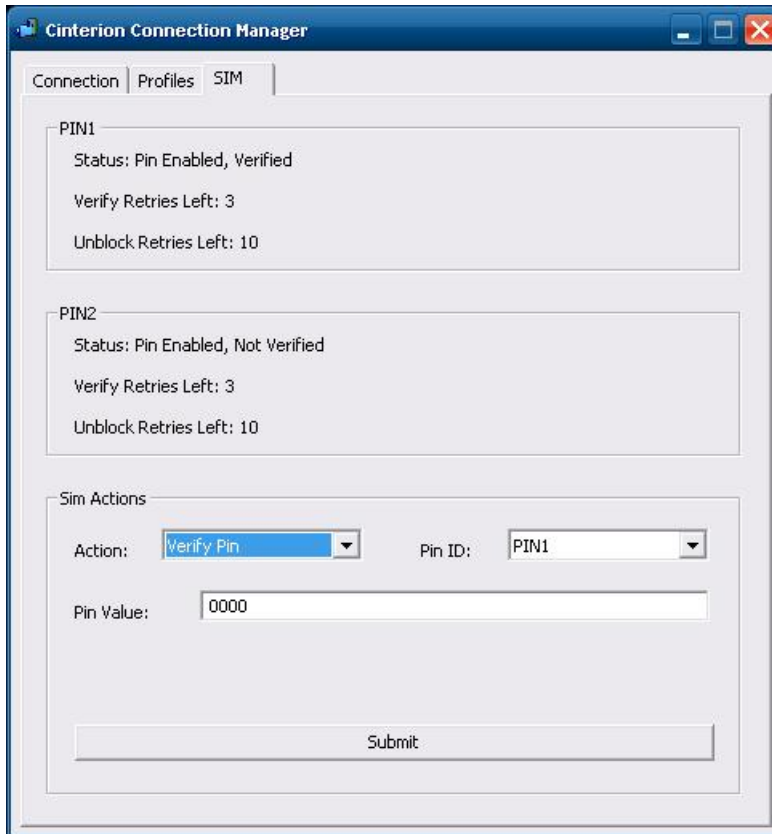 Cinterion Connection Manager
Connection Profiles SIM
PIN1
Status: Pin Enabled, Verified
Verify Retries Left: 3
Unblock Retries Left: 10
PIN2
Status: Pin Enabled, Not Verified
Verify Retries Left: 3
Unblock Retries Left: 10
Sim Actions
Action: Verify Pin Pin ID: PIN1
Pin Value: 0000
Submit